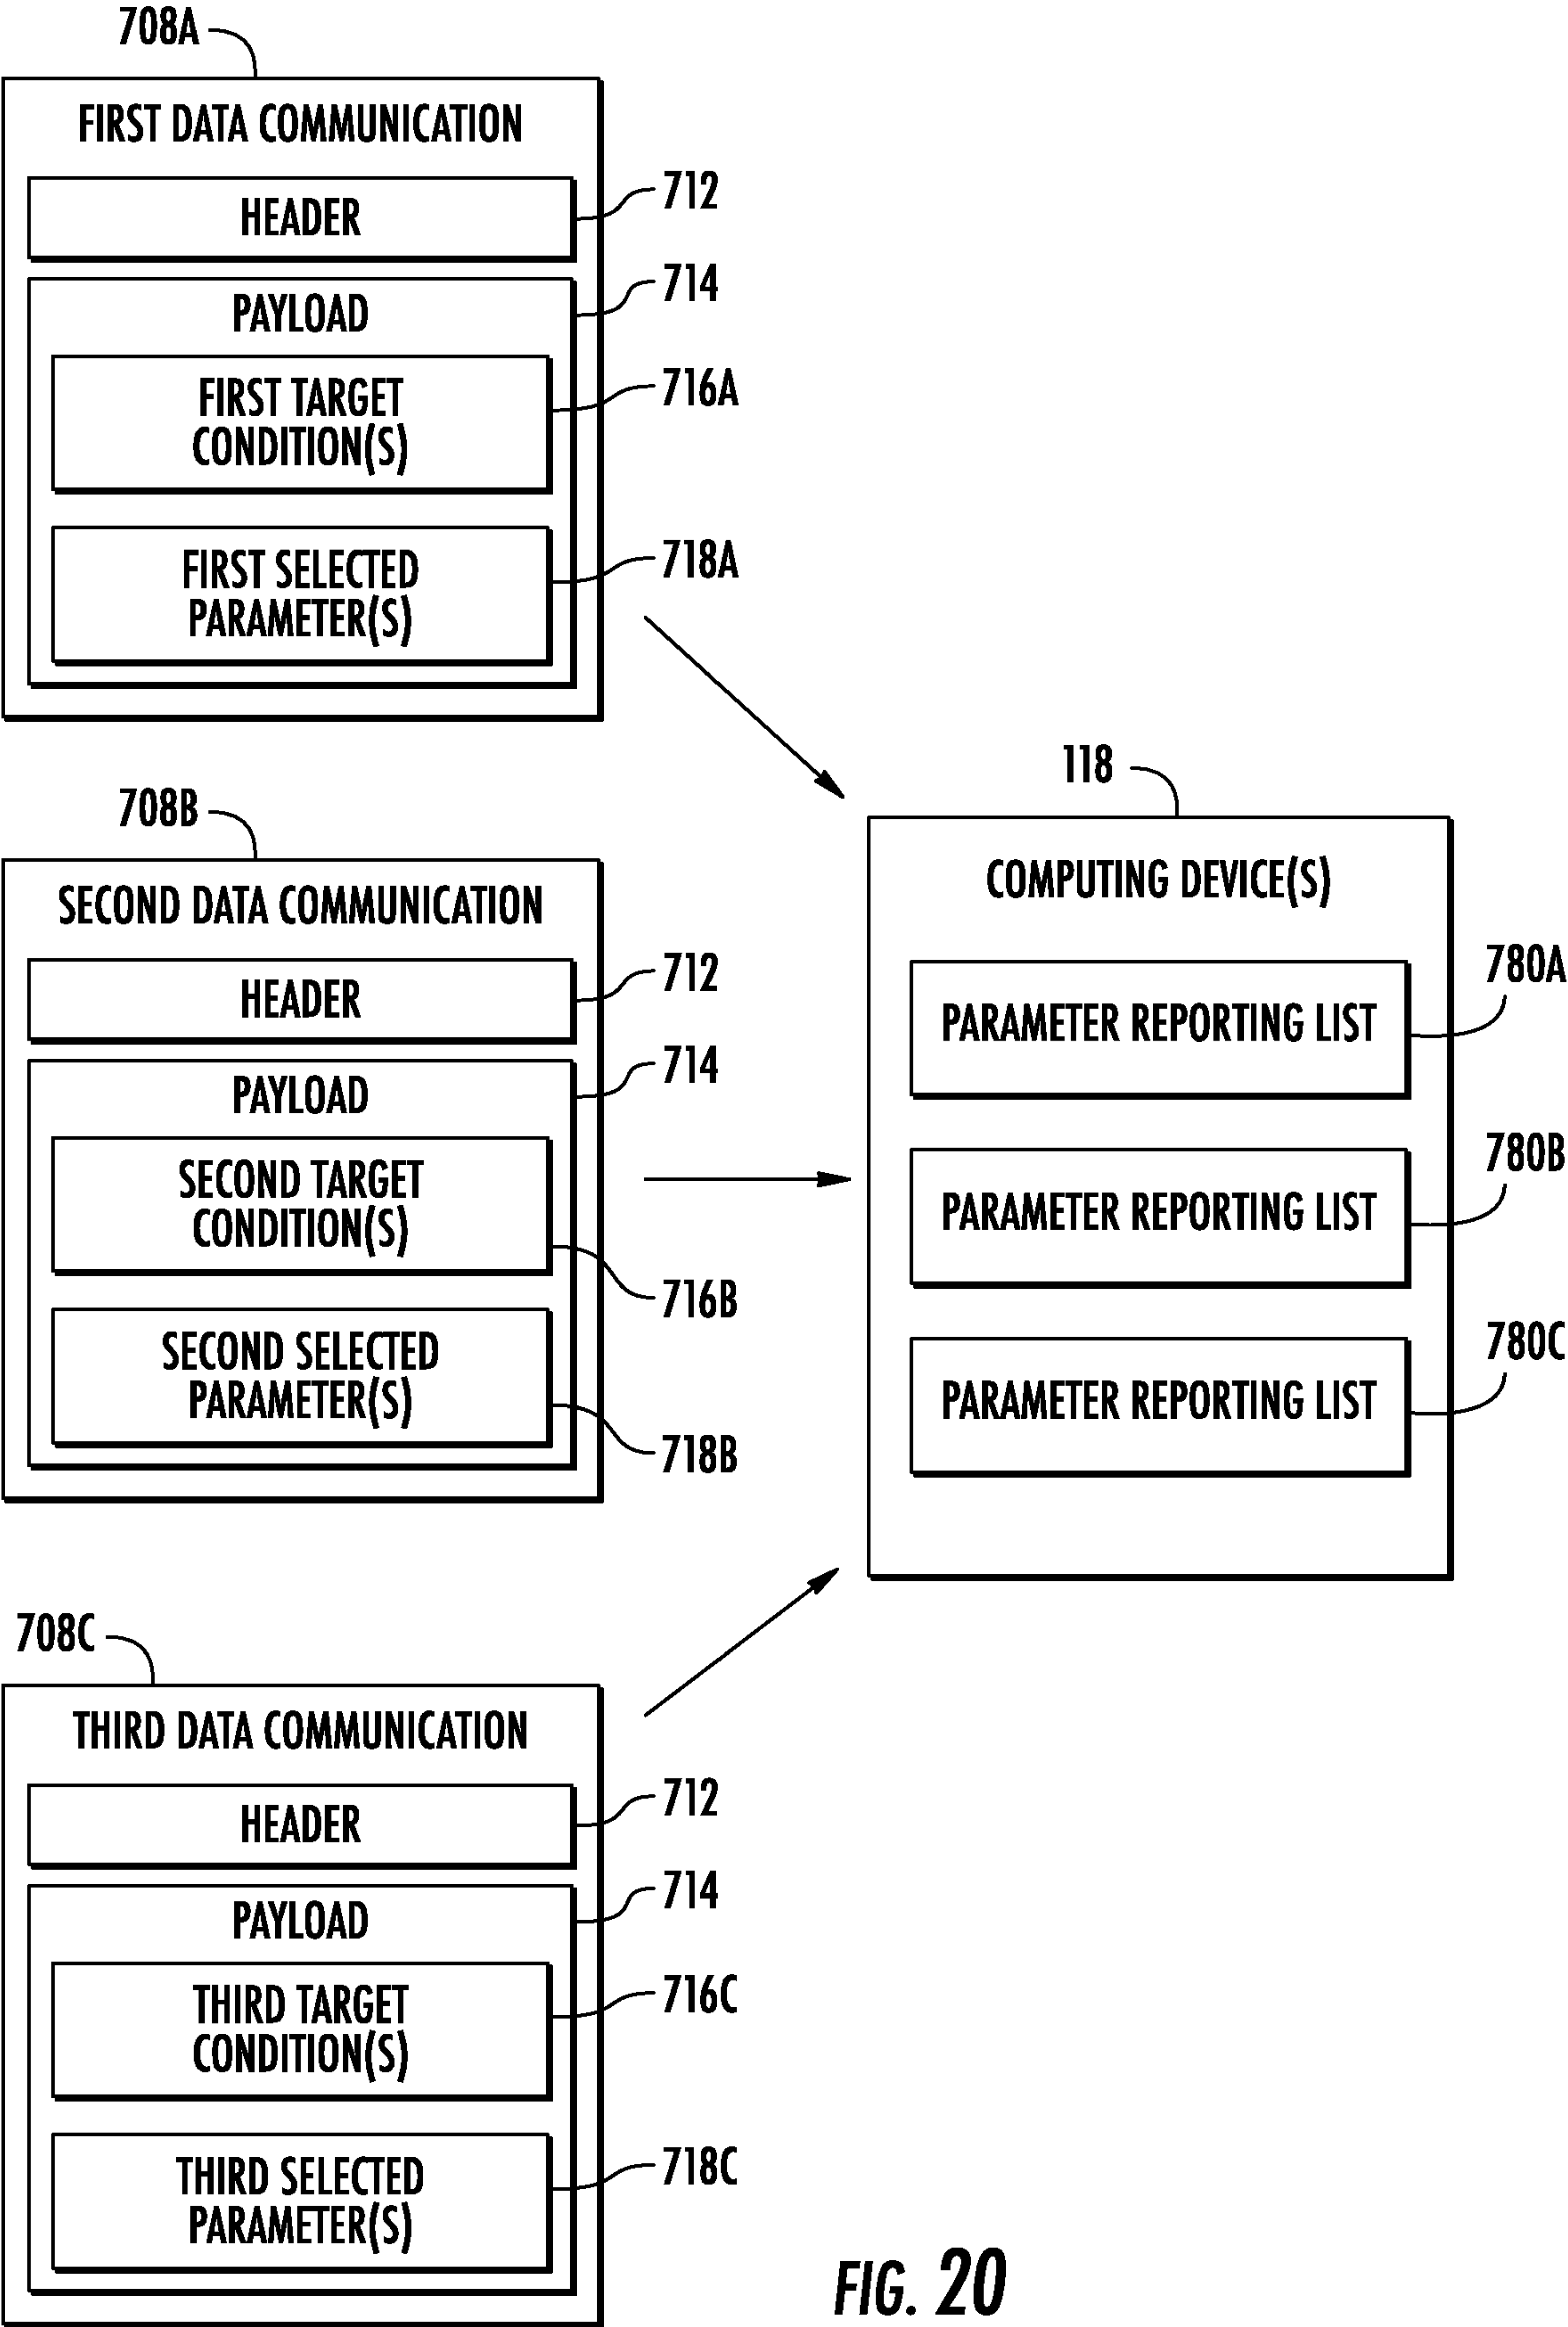 708A
FIRST DATA COMMUNICATION
HEADER
712
PAYLOAD
714
FIRST TARGET
CONDITION(S)
716A
FIRST SELECTED
PARAMETER(S)
718A
708B
SECOND DATA COMMUNICATION
HEADER
712
PAYLOAD
714
SECOND TARGET
CONDITION(S)
716B
SECOND SELECTED
PARAMETER(S)
718B
708C
THIRD DATA COMMUNICATION
HEADER
712
PAYLOAD
714
THIRD TARGET
CONDITION(S)
716C
THIRD SELECTED
PARAMETER(S)
718C
118
COMPUTING DEVICE(S)
PARAMETER REPORTING LIST
780A
PARAMETER REPORTING LIST
780B
PARAMETER REPORTING LIST
780C
FIG. 20